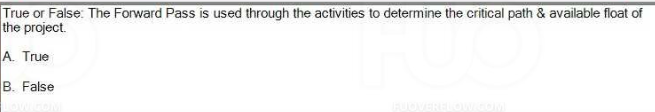 True or False: The Forward Pass is used through the activities to determine the critical path & available float of
the project.
A. True
B. False